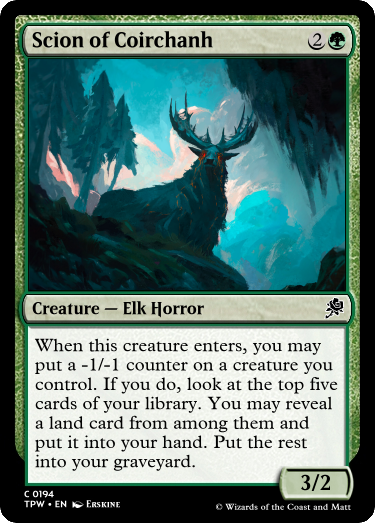 Scion of Coirchanh 2
Creature — Elk Horror
When this creature enters, you may
put a -1/-1 counter on a creature you
control. If you do, look at the top five
cards of your library. You may reveal
a land card from among them and
put it into your hand. Put the rest
into your graveyard.
3/2
C 0194
TPW • EN Erskine
© Wizards of the Coast and Matt